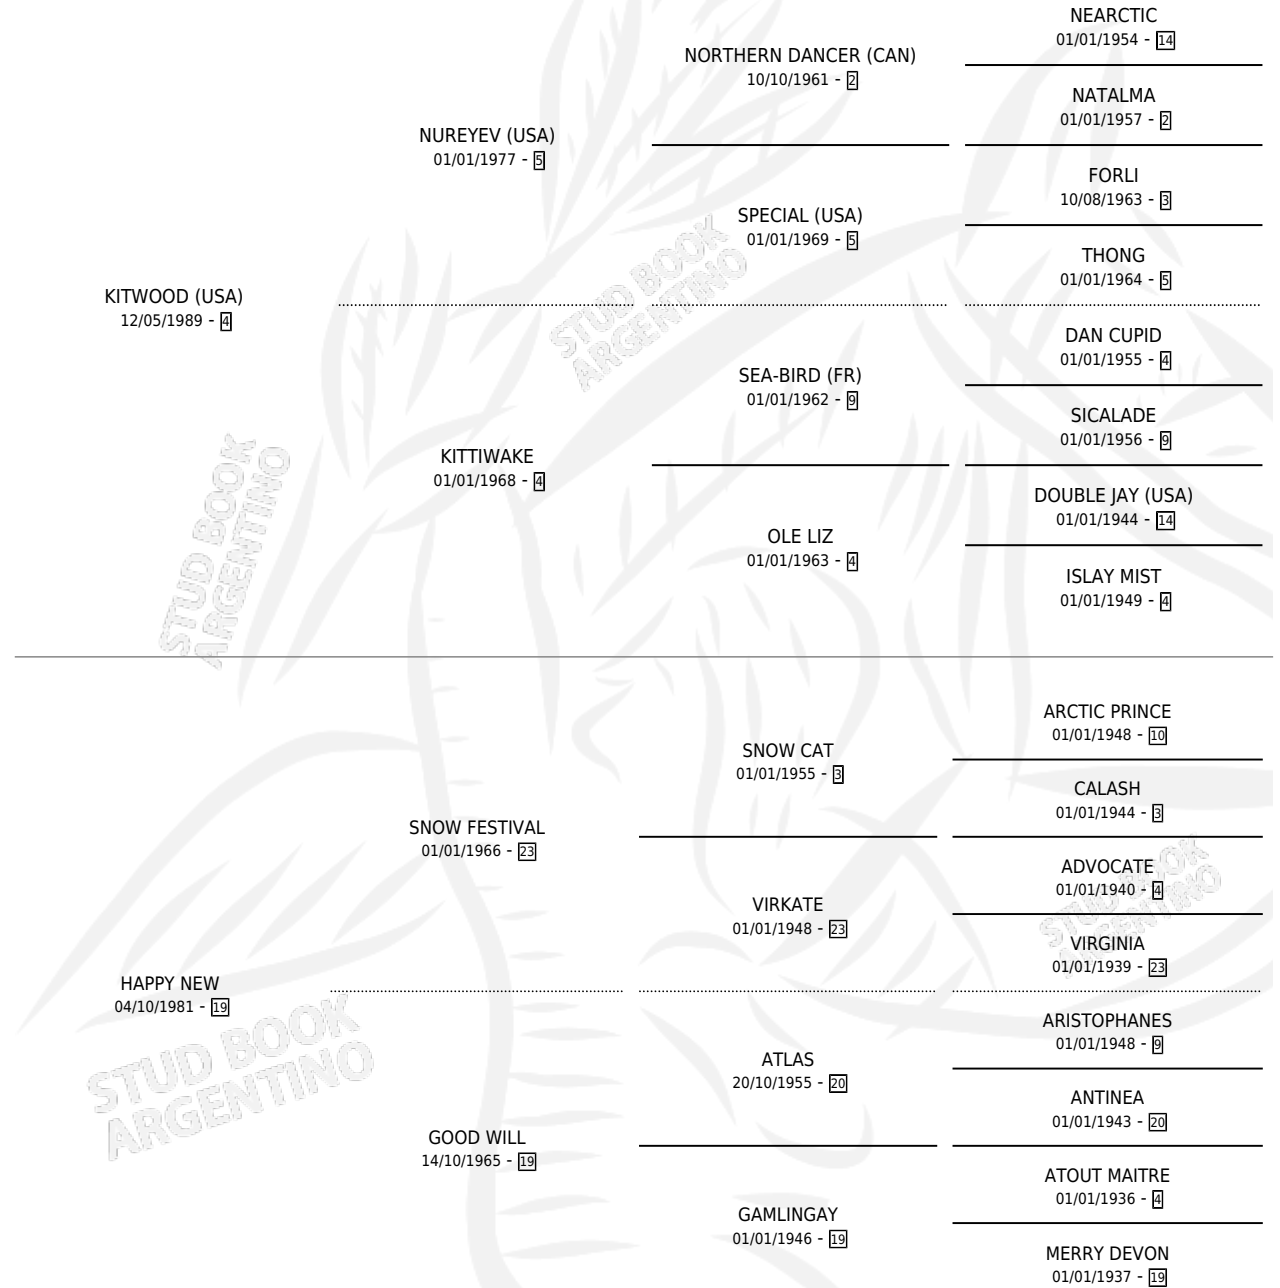 NEARCTIC
01/01/1954 - 14
NORTHERN DANCER (CAN)
10/10/1961 - 2
NATALMA
01/01/1957 - 2
NUREYEV (USA)
01/01/1977 - 5
FORLI
10/08/1963 - 3
SPECIAL (USA)
01/01/1969 - 5
THONG
01/01/1964 - 5
KITWOOD (USA)
12/05/1989 - 4
DAN CUPID
01/01/1955 - 4
SEA-BIRD (FR)
01/01/1962 - 9
SICALADE
01/01/1956 - 9
KITTIWAKE
01/01/1968 - 4
DOUBLE JAY (USA)
01/01/1944 - 14
OLE LIZ
01/01/1963 - 4
ISLAY MIST
01/01/1949 - 4
ARCTIC PRINCE
01/01/1948 - 10
SNOW CAT
01/01/1955 - 3
CALASH
01/01/1944 - 3
SNOW FESTIVAL
01/01/1966 - 23
ADVOCATE
01/01/1940 - 4
VIRKATE
01/01/1948 - 23
VIRGINIA
01/01/1939 - 23
HAPPY NEW
04/10/1981 - 19
ARISTOPHANES
01/01/1948 - 9
ATLAS
20/10/1955 - 20
ANTINEA
01/01/1943 - 20
GOOD WILL
14/10/1965 - 19
ATOUT MAITRE
01/01/1936 - 4
GAMLINGAY
01/01/1946 - 19
MERRY DEVON
01/01/1937 - 19
STUD BOOK
ARGENTINO
STUD BOOK
ARGENTINO
STUD BOOK
ARGENTINO
STUD BOOK
ARGENTINO